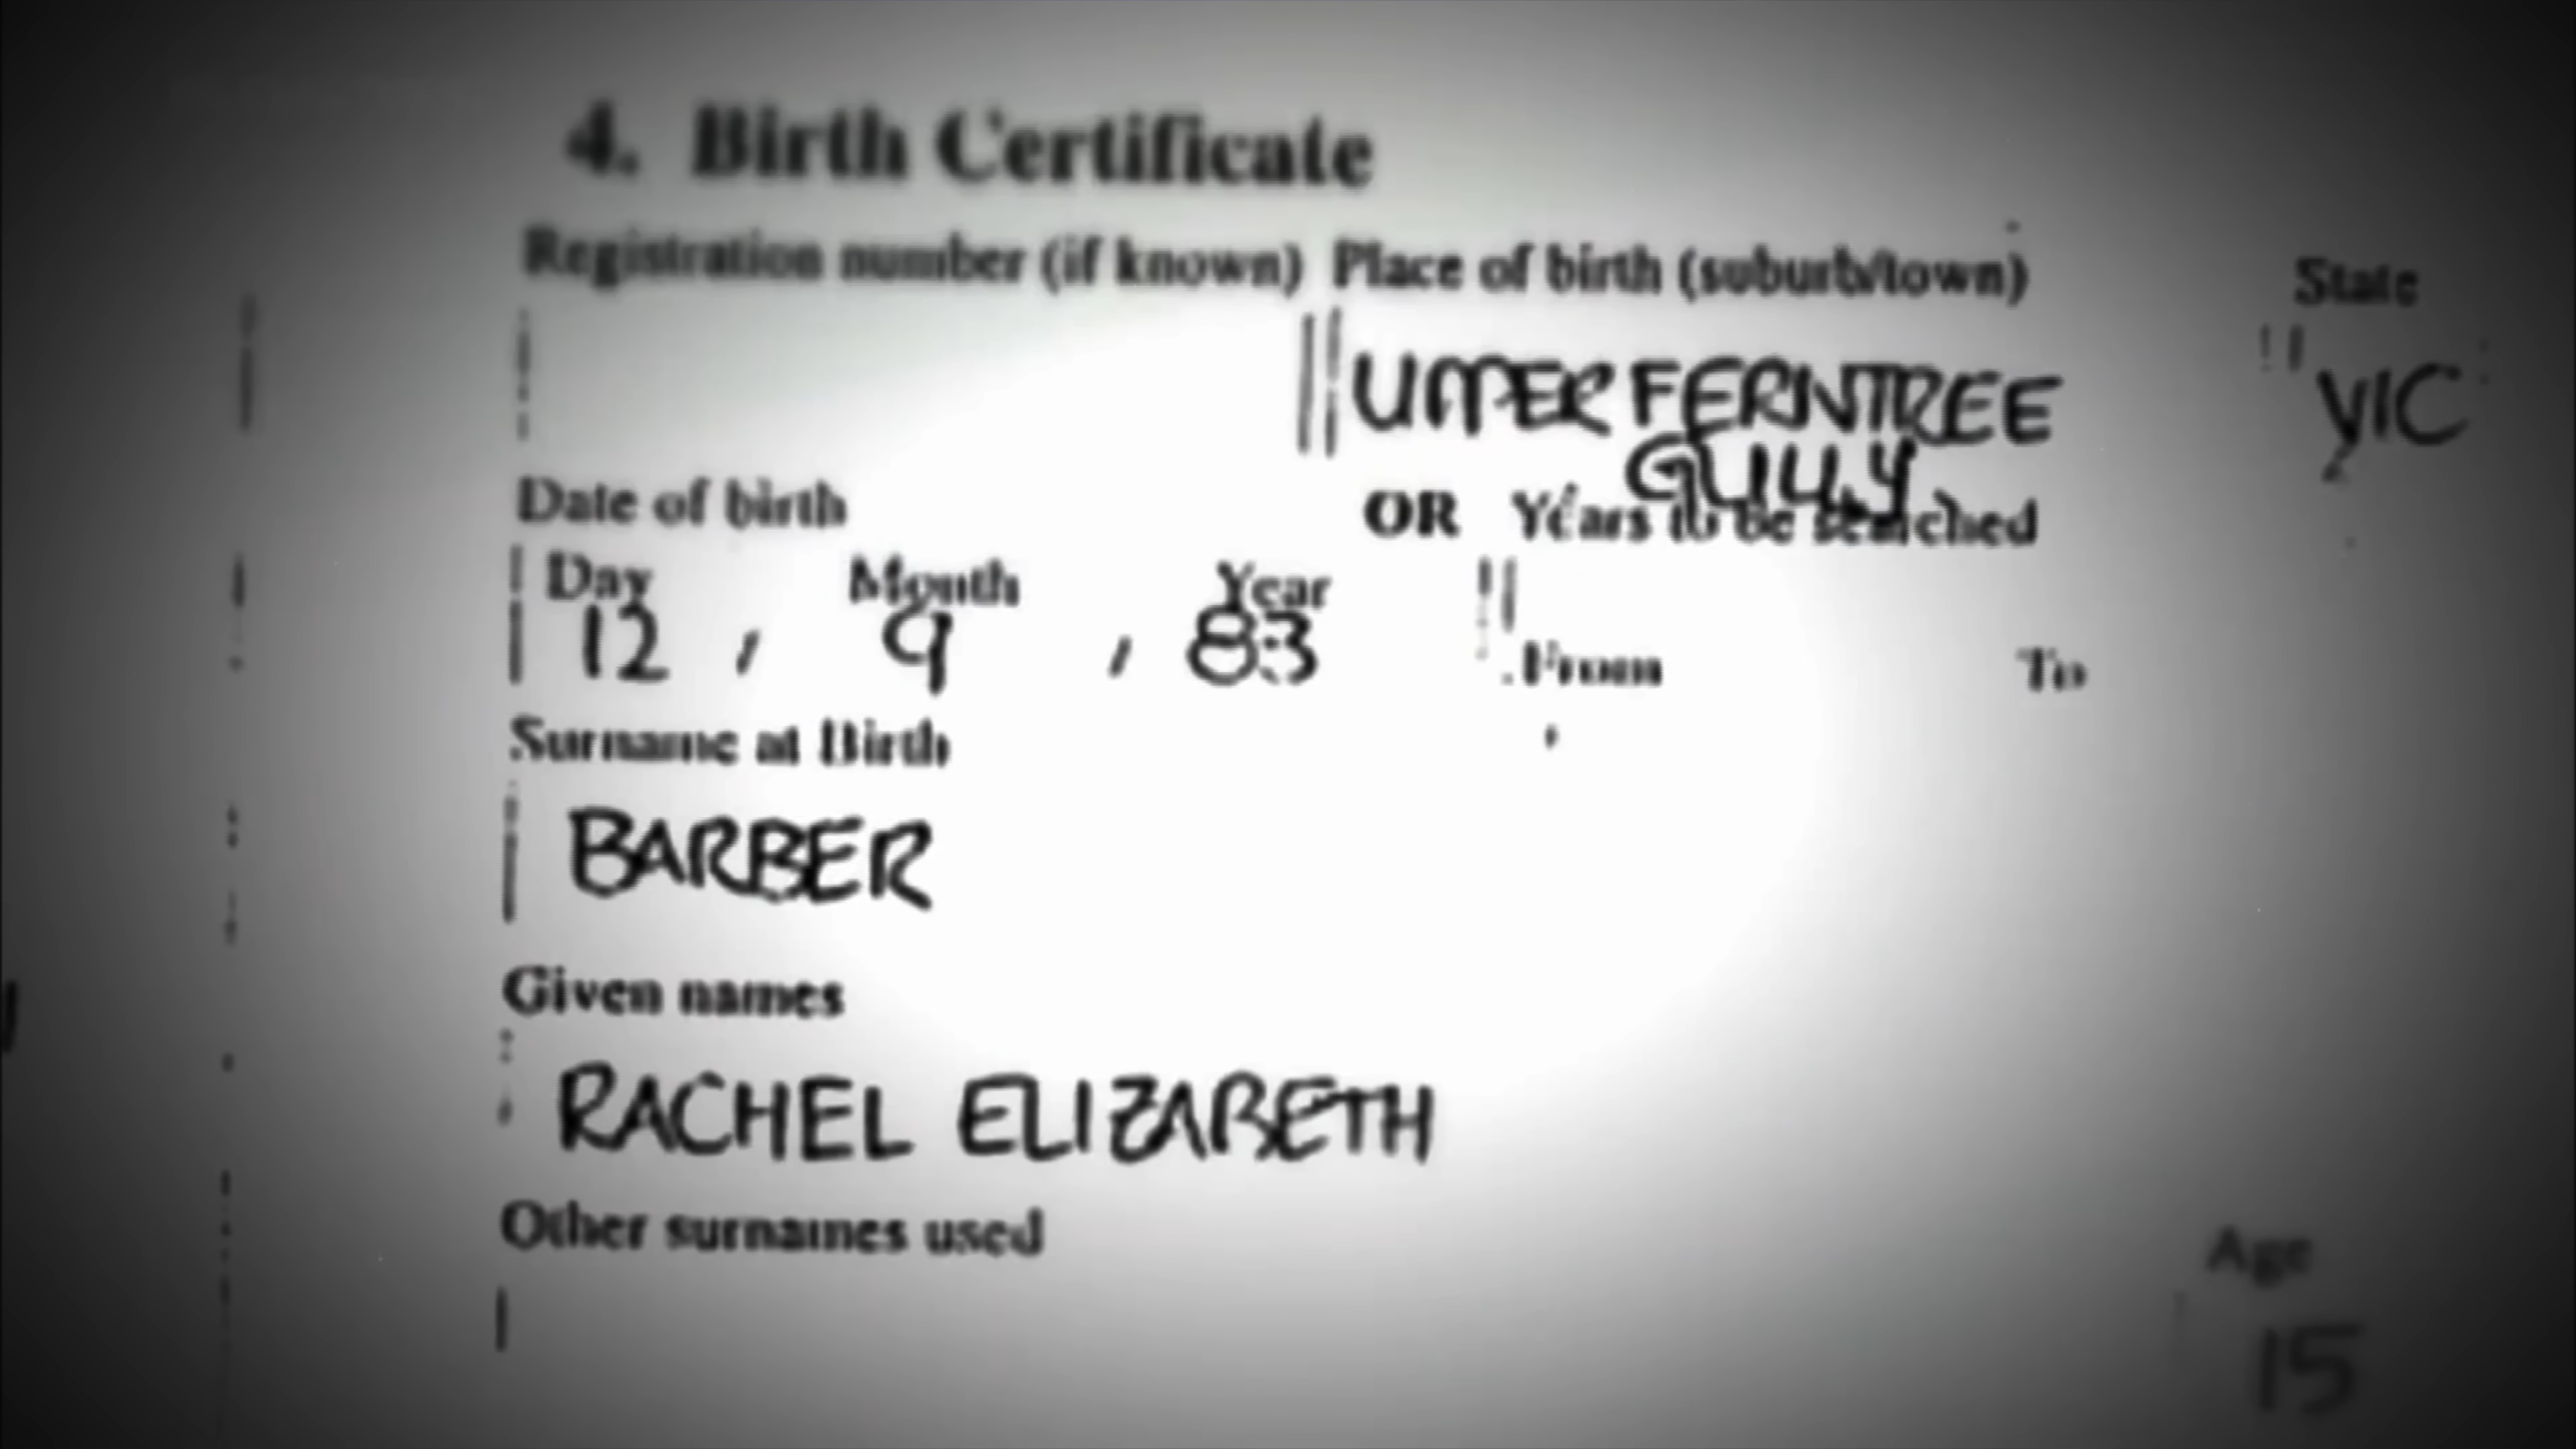 4. Birth Certificate
Registration number (if known) Place of birth (suburb/town) State
UPPER FERNTREE VIC
GULLY
Date of birth OR Years to be searched
Day Month Year
12 , 9 , 83
From To
Surname at Birth
BARBER
Given names
RACHEL ELIZABETH
Other surnames used
Age
15